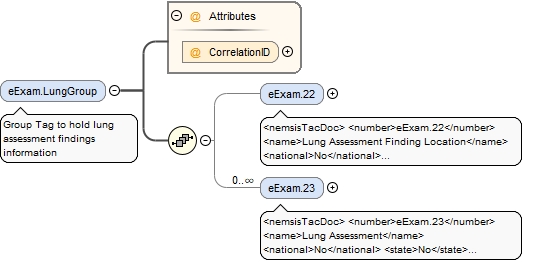 @ Attributes
@ CorrelationID
eExam.LungGroup
Group Tag to hold lung
assessment findings
information
eExam.22
<nemsisTacDoc> <number>eExam.22</number>
<name>Lung Assessment Finding Location</name>
<national>No</national>...
0..∞
eExam.23
<nemsisTacDoc> <number>eExam.23</number>
<name>Lung Assessment</name>
<national>No</national> <state>No</state>...